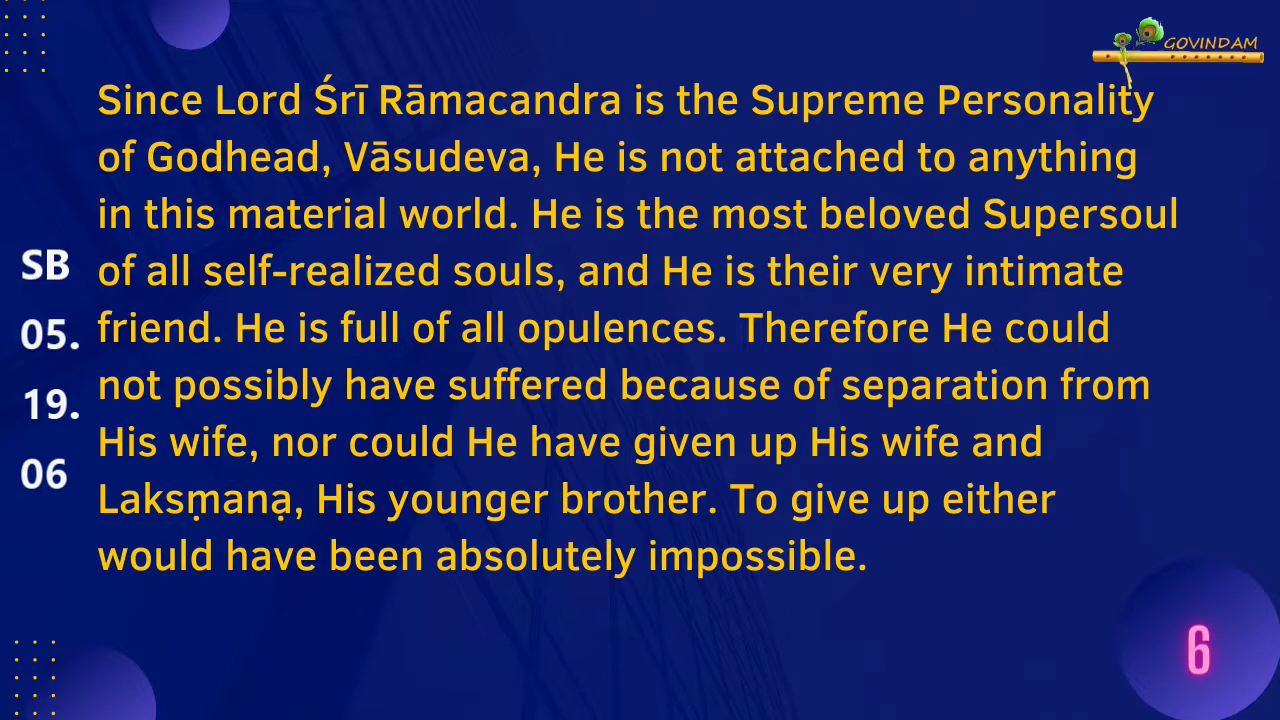 GOVINDAM
Since Lord Śrī Rāmacandra is the Supreme Personality
of Godhead, Vāsudeva, He is not attached to anything
in this material world. He is the most beloved Supersoul
of all self-realized souls, and He is their very intimate
friend. He is full of all opulences. Therefore He could
not possibly have suffered because of separation from
His wife, nor could He have given up His wife and
Laksṃanạ, His younger brother. To give up either
would have been absolutely impossible.
SB
05.
19.
06
6